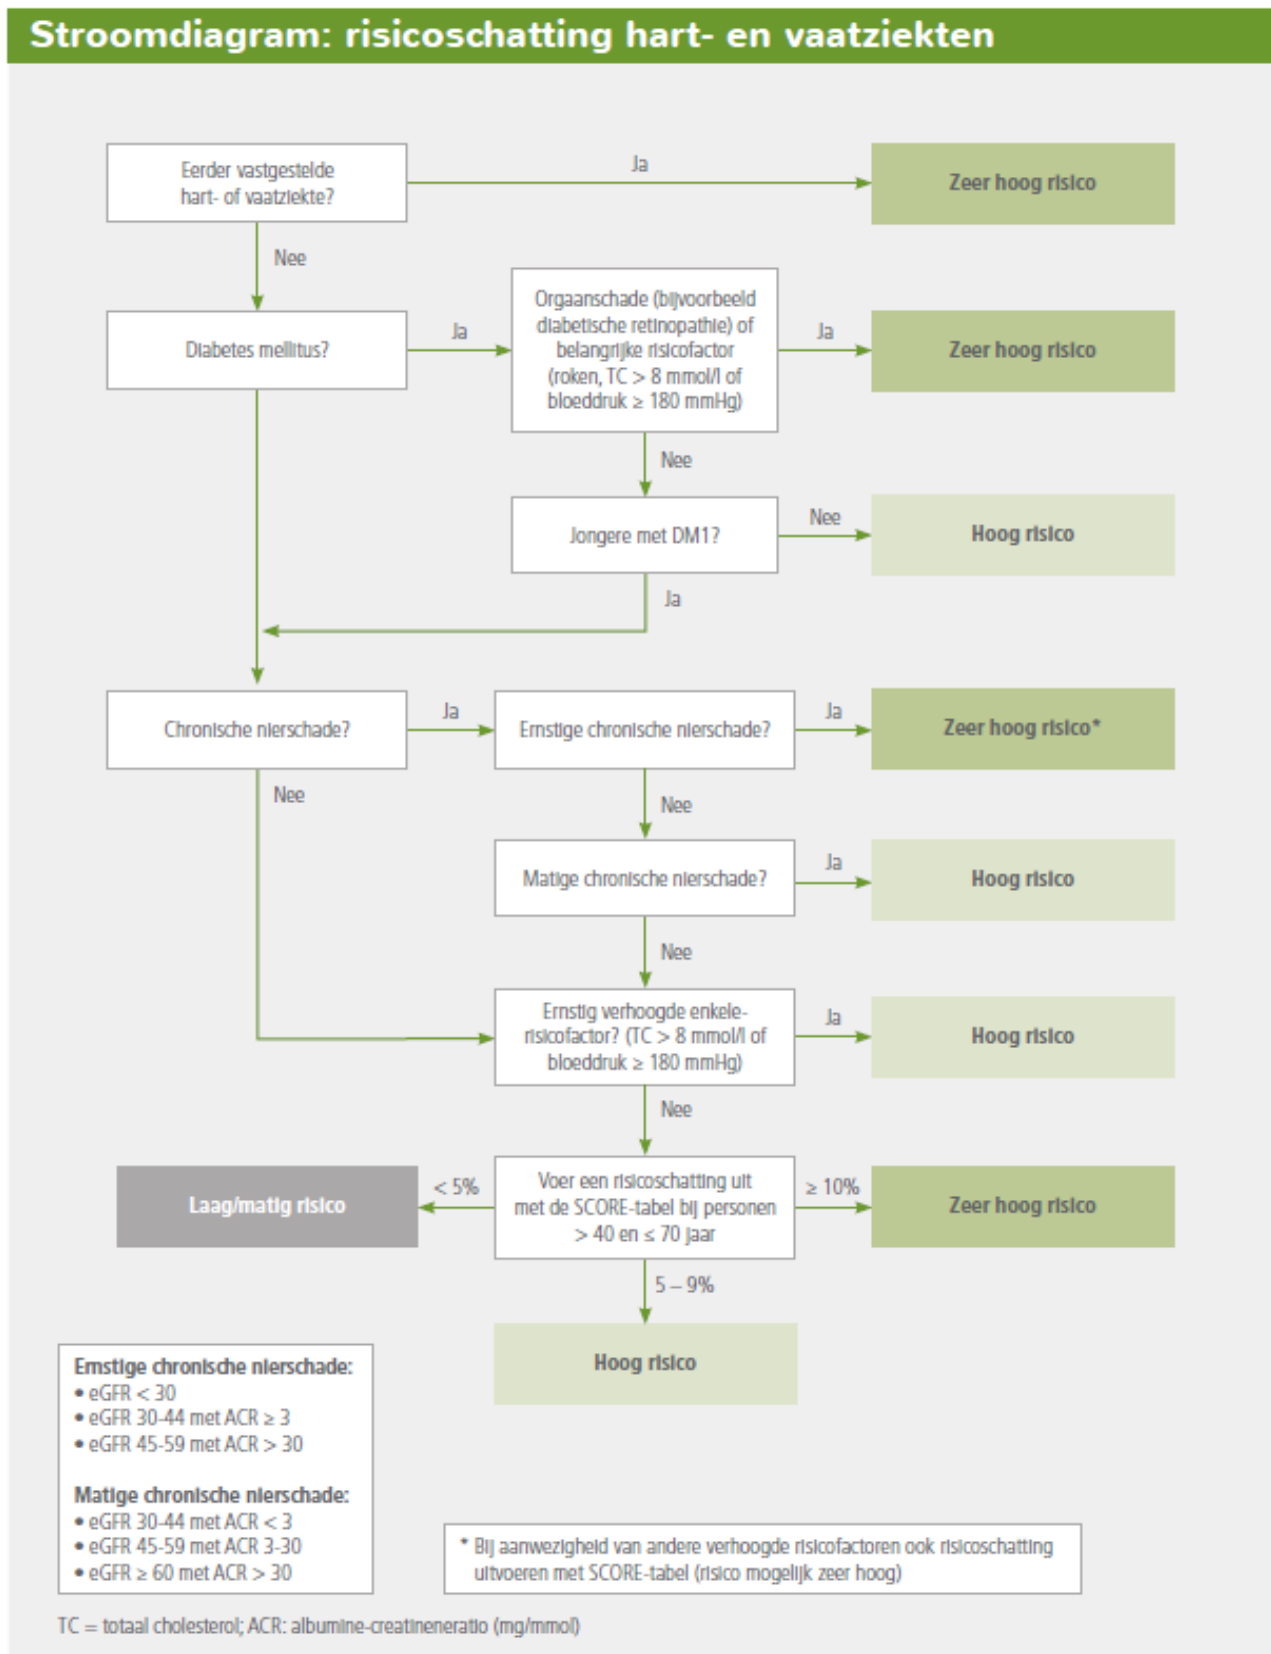 Stroomdiagram: risicoschatting hart- en vaatziekten
Eerder vastgestelde
hart- of vaatziekte?
Ja
Zeer hoog risico
Nee
Diabetes mellitus?
Ja
Orgaanschade (bijvoorbeeld
diabetische retinopathie) of
belangrijke risicofactor
(roken, TC > 8 mmol/l of
bloeddruk ≥ 180 mmHg)
Ja
Zeer hoog risico
Nee
Jongere met DM1?
Nee
Hoog risico
Ja
Chronische nierschade?
Ja
Ernstige chronische nierschade?
Ja
Zeer hoog risico*
Nee
Nee
Matige chronische nierschade?
Ja
Hoog risico
Nee
Ernstig verhoogde enkele-
risicofactor? (TC > 8 mmol/l of
bloeddruk ≥ 180 mmHg)
Ja
Hoog risico
Nee
Laag/matig risico
< 5%
Voer een risicoschatting uit
met de SCORE-tabel bij personen
> 40 en ≤ 70 jaar
≥ 10%
Zeer hoog risico
5 – 9%
Hoog risico
Ernstige chronische nierschade:
• eGFR < 30
• eGFR 30-44 met ACR ≥ 3
• eGFR 45-59 met ACR > 30
Matige chronische nierschade:
• eGFR 30-44 met ACR < 3
• eGFR 45-59 met ACR 3-30
• eGFR ≥ 60 met ACR > 30
* Bij aanwezigheid van andere verhoogde risicofactoren ook risicoschatting
uitvoeren met SCORE-tabel (risico mogelijk zeer hoog)
TC = totaal cholesterol; ACR: albumine-creatineneratio (mg/mmol)